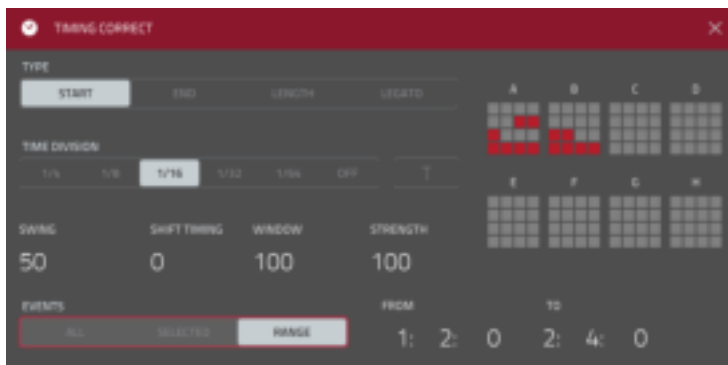 TIMING CORRECT
TYPE
START END LENGTH LEGATO
A B C D
TIME DIVISION
1/4 1/8 1/16 1/32 1/64 OFF T
E F G H
SWING SHIFT TIMING WINDOW STRENGTH
50 0 100 100
EVENTS FROM TO
ALL SELECTED RANGE 1: 2: 0 2: 4: 0